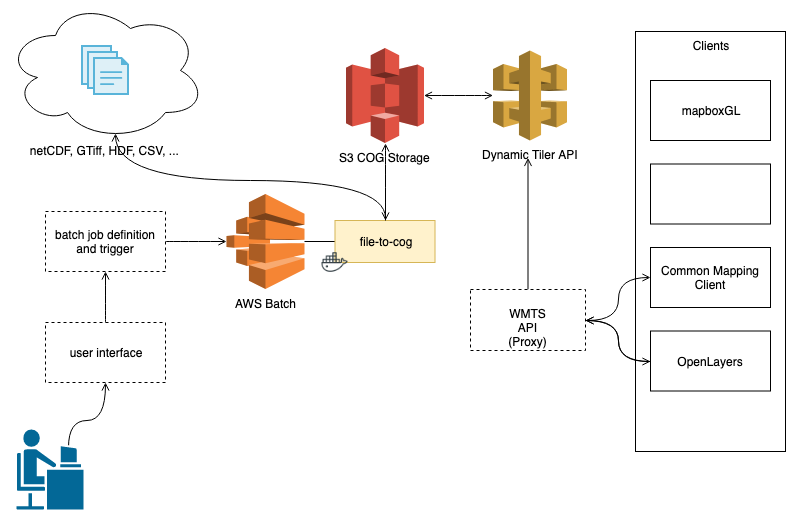 Clients
mapboxGL
netCDF, GTiff, HDF, CSV, ...
S3 COG Storage
Dynamic Tiler API
batch job definition
and trigger
file-to-cog
AWS Batch
Common Mapping
Client
WMTS
API
(Proxy)
user interface
OpenLayers